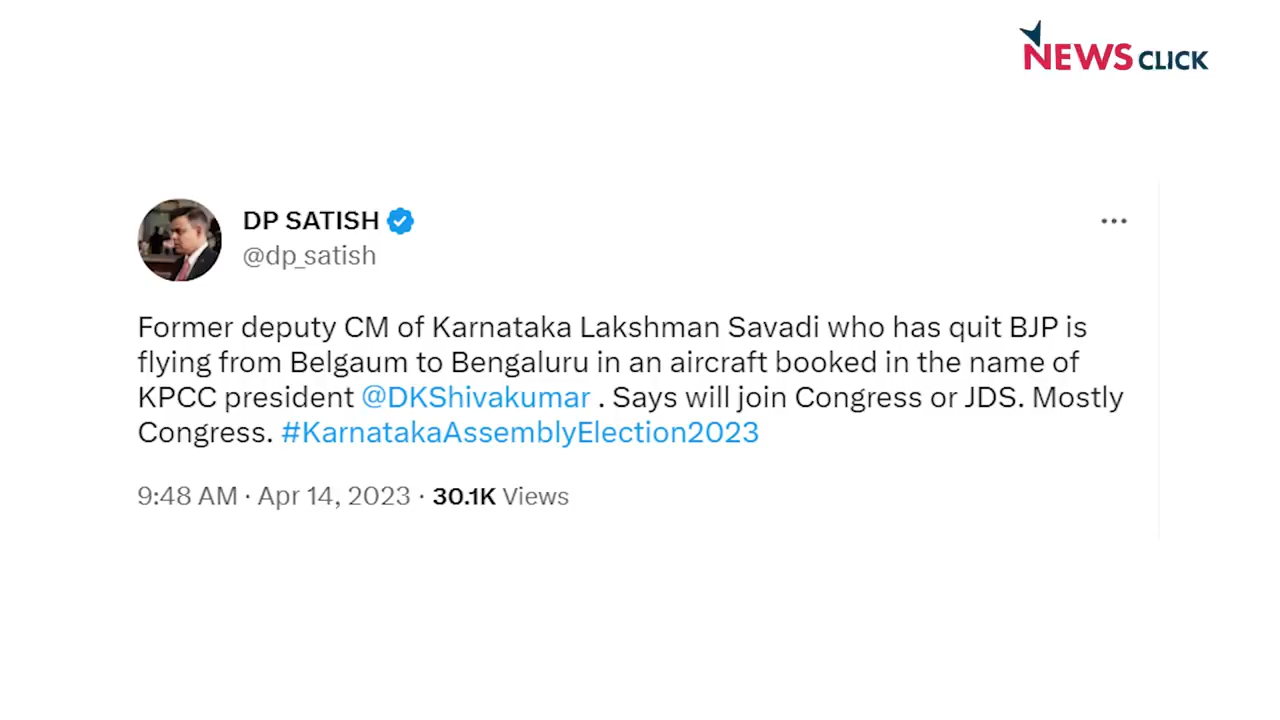 NEWS CLICK
DP SATISH
@dp_satish
Former deputy CM of Karnataka Lakshman Savadi who has quit BJP is
flying from Belgaum to Bengaluru in an aircraft booked in the name of
KPCC president @DKShivakumar . Says will join Congress or JDS. Mostly
Congress. #KarnatakaAssemblyElection2023
9:48 AM · Apr 14, 2023 · 30.1K Views